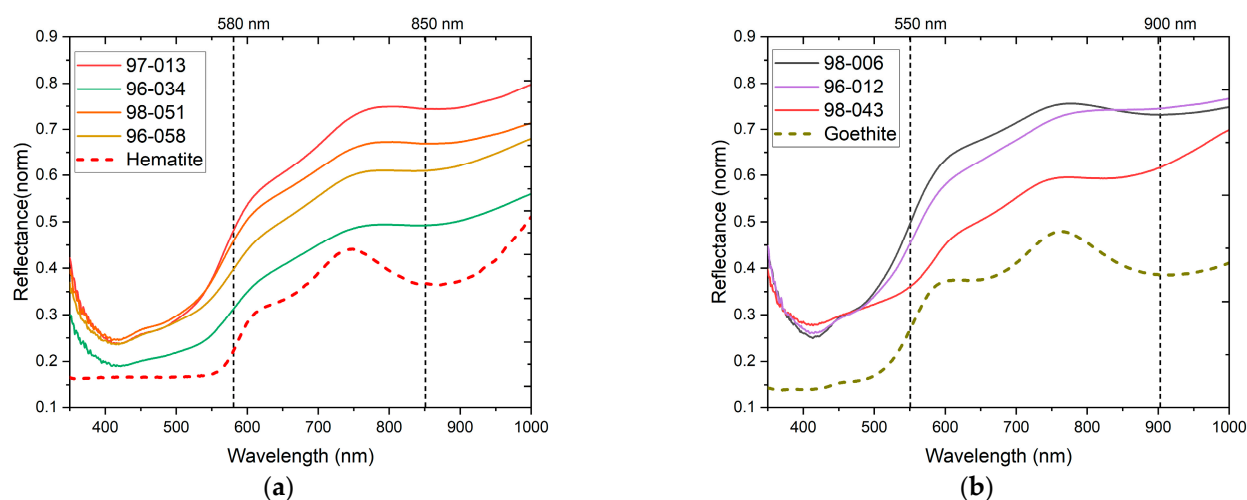 580 nm 850 nm
0.9
0.8
0.7
0.6
0.5
0.4
0.3
0.2
0.1
Reflectance(norm)
97-013
96-034
98-051
96-058
Hematite
400 500 600 700 800 900 1000
Wavelength (nm)
(a)
550 nm 900 nm
0.9
0.8
0.7
0.6
0.5
0.4
0.3
0.2
0.1
Reflectance (norm)
98-006
96-012
98-043
Goethite
400 500 600 700 800 900 1000
Wavelength (nm)
(b)